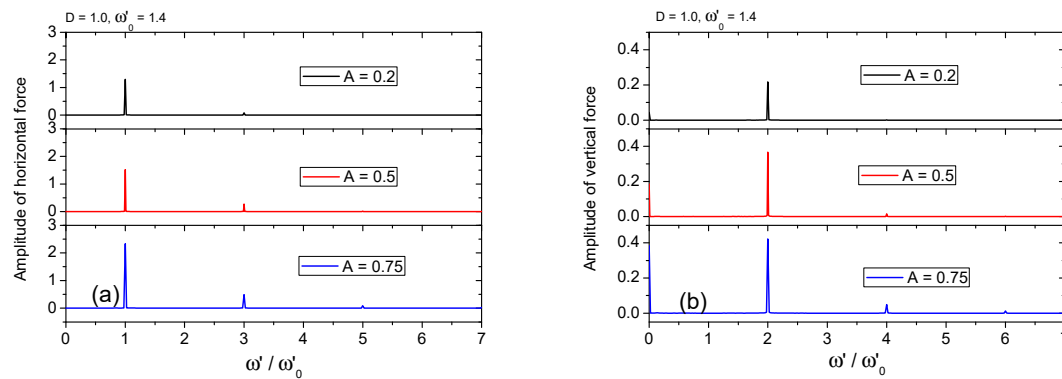 D = 1.0, ω'₀ = 1.4
Amplitude of horizontal force
3
2
1
0
A = 0.2
3
2
1
0
A = 0.5
3
2
1
0
A = 0.75
(a)
0 1 2 3 4 5 6 7
ω' / ω'₀
D = 1.0, ω'₀ = 1.4
Amplitude of vertical force
0.4
0.2
0.0
A = 0.2
0.4
0.2
0.0
A = 0.5
0.4
0.2
0.0
A = 0.75
(b)
0 1 2 3 4 5 6 7
ω' / ω'₀